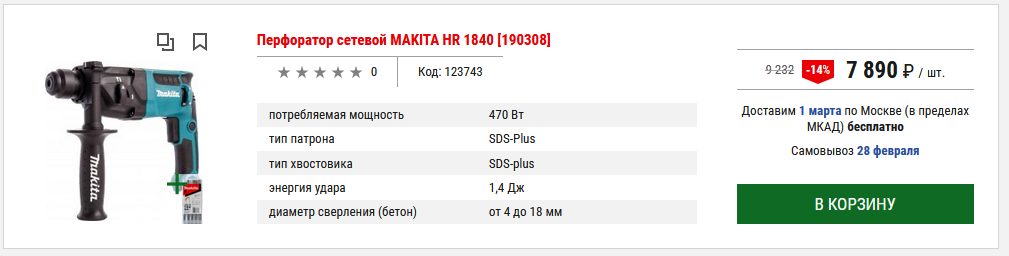 Перфоратор сетевой MAKITA HR 1840 [190308]
0
Код: 123743
потребляемая мощность 470 Вт
тип патрона SDS-Plus
тип хвостовика SDS-plus
энергия удара 1,4 Дж
диаметр сверления (бетон) от 4 до 18 мм
9 232 -14% 7 890 ₽ / шт.
Доставим 1 марта по Москве (в пределах
МКАД) бесплатно
Самовывоз 28 февраля
В КОРЗИНУ
Makita
Makita